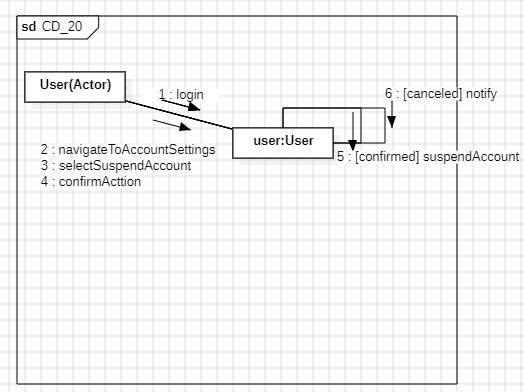 sd CD_20
User(Actor)
1 : login
6 : [canceled] notify
user:User
2 : navigateToAccountSettings
3 : selectSuspendAccount
4 : confirmActtion
5 : [confirmed] suspendAccount